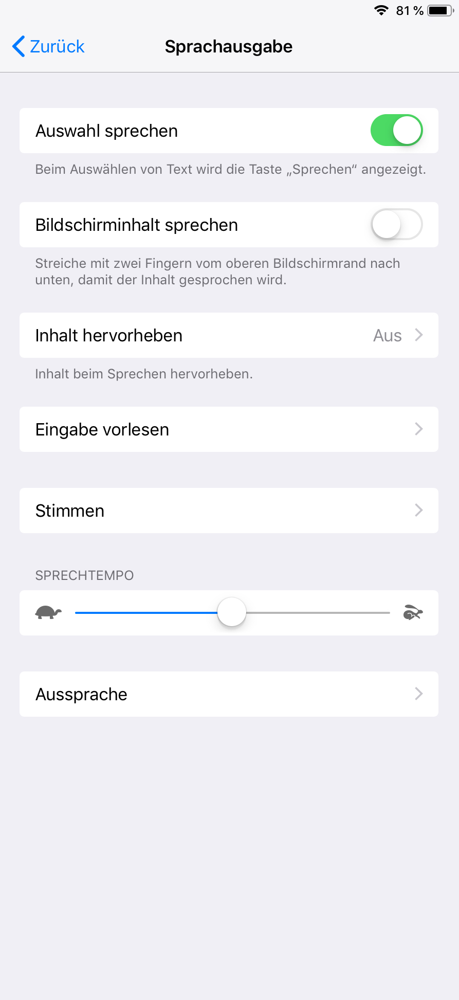 81 %
Zurück
Sprachausgabe
Auswahl sprechen
Beim Auswählen von Text wird die Taste „Sprechen“ angezeigt.
Bildschirminhalt sprechen
Streiche mit zwei Fingern vom oberen Bildschirmrand nach
unten, damit der Inhalt gesprochen wird.
Inhalt hervorheben Aus
Inhalt beim Sprechen hervorheben.
Eingabe vorlesen
Stimmen
SPRECHTEMPO
Aussprache